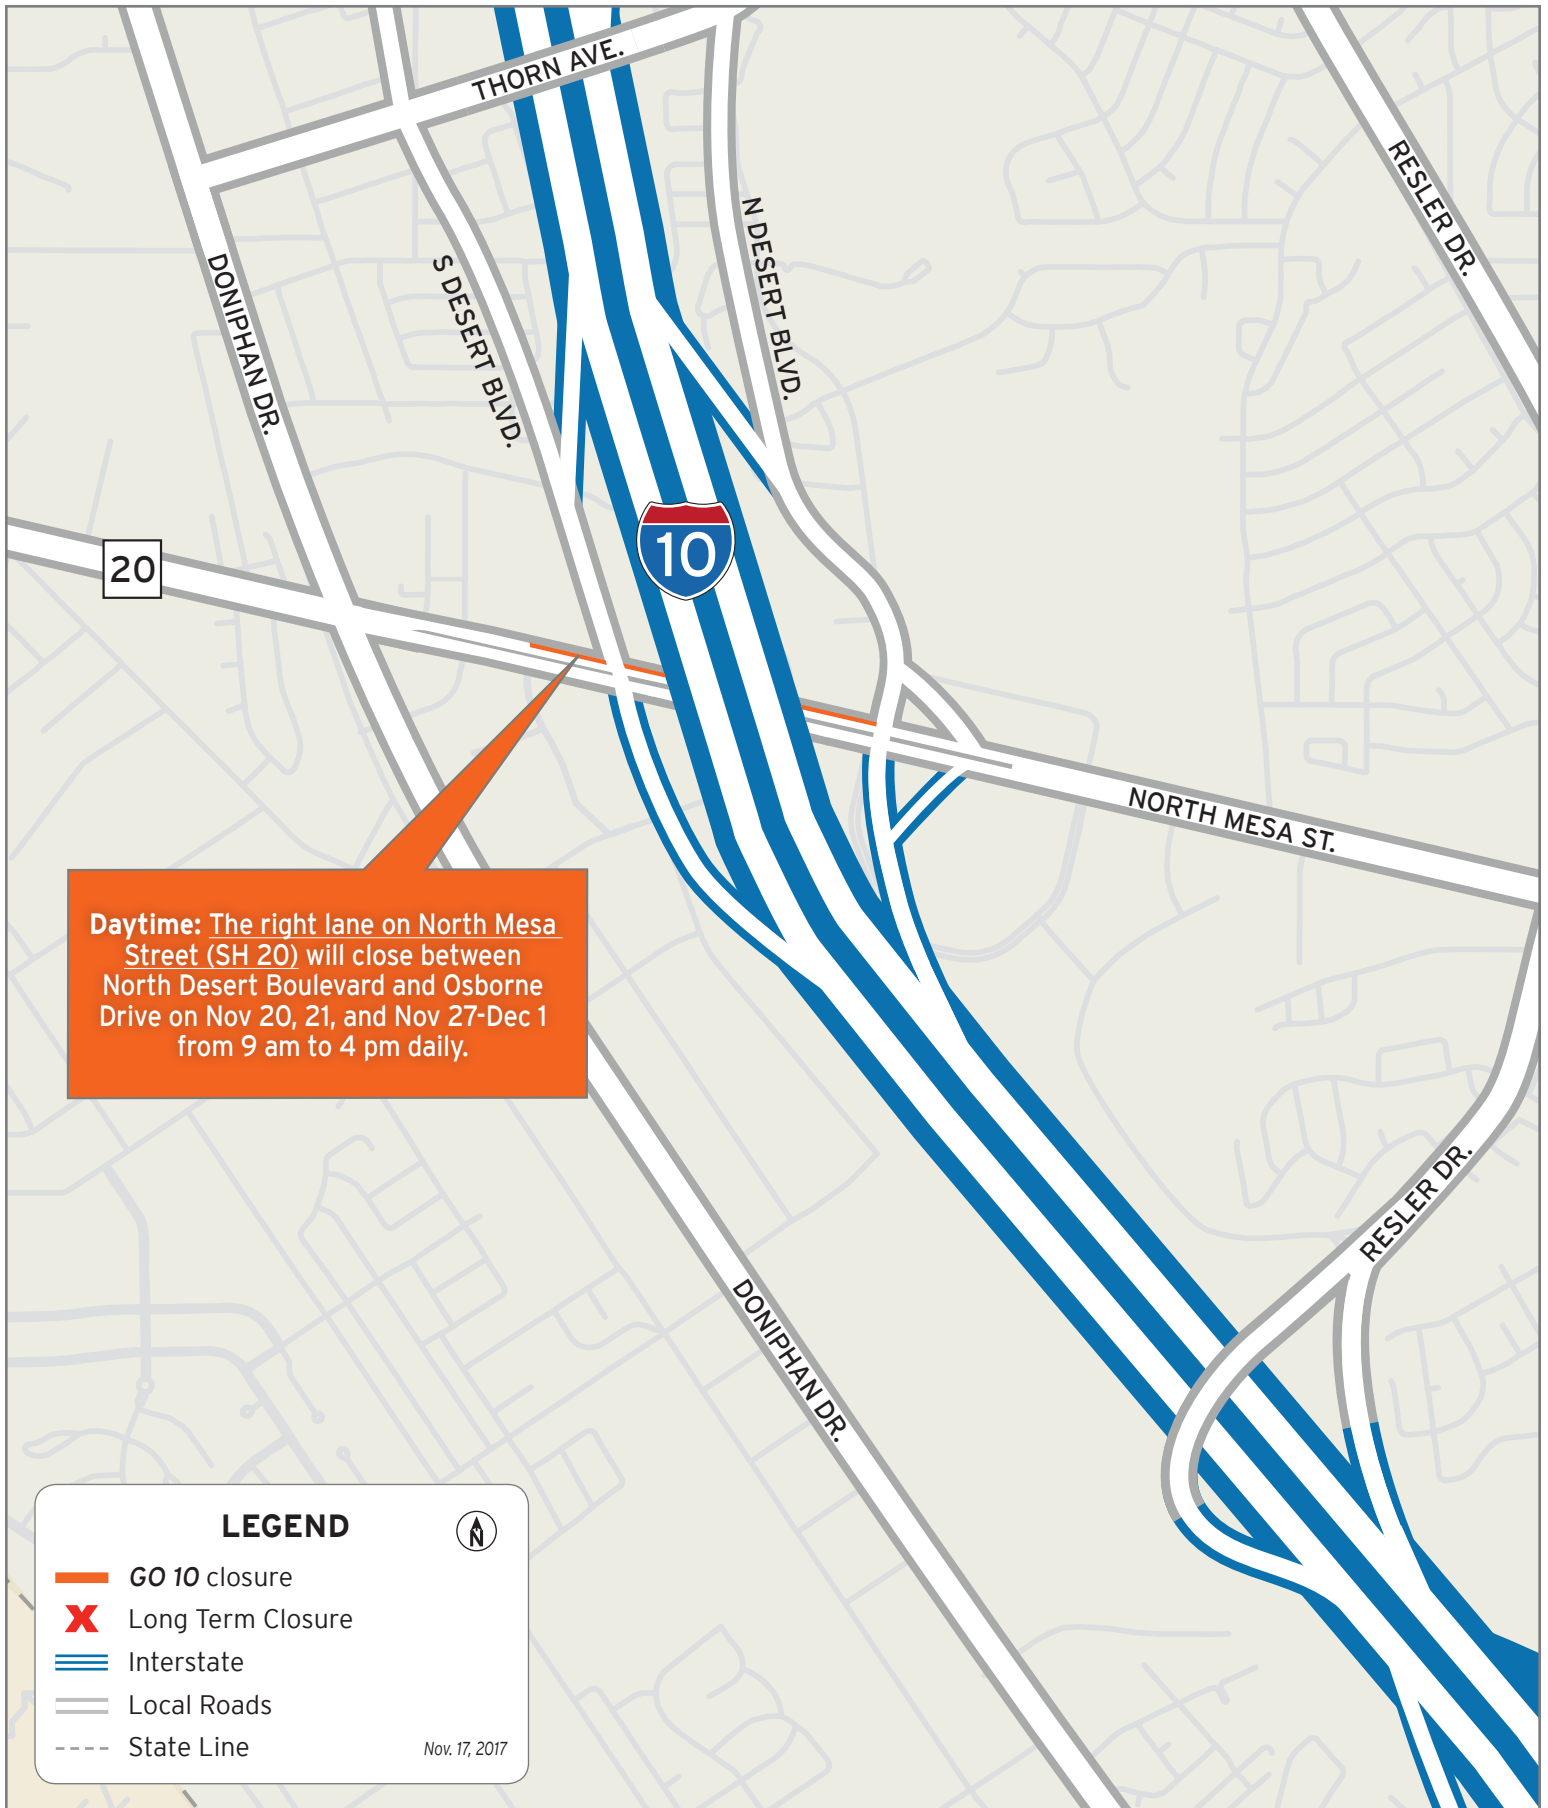 THORN AVE.
RESLER DR.
N DESERT BLVD.
S DESERT BLVD.
DONIPHAN DR.
10
20
NORTH MESA ST.
Daytime: The right lane on North Mesa
Street (SH 20) will close between
North Desert Boulevard and Osborne
Drive on Nov 20, 21, and Nov 27-Dec 1
from 9 am to 4 pm daily.
RESLER DR.
DONIPHAN DR.
LEGEND
N
GO 10 closure
X
Long Term Closure
Interstate
Local Roads
State Line
Nov. 17, 2017